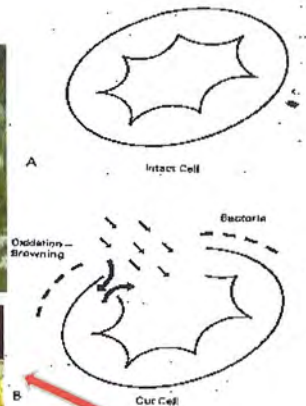 A
Intact Cell
Bacteria
Oxidation—
Browning
B
Cut Cell